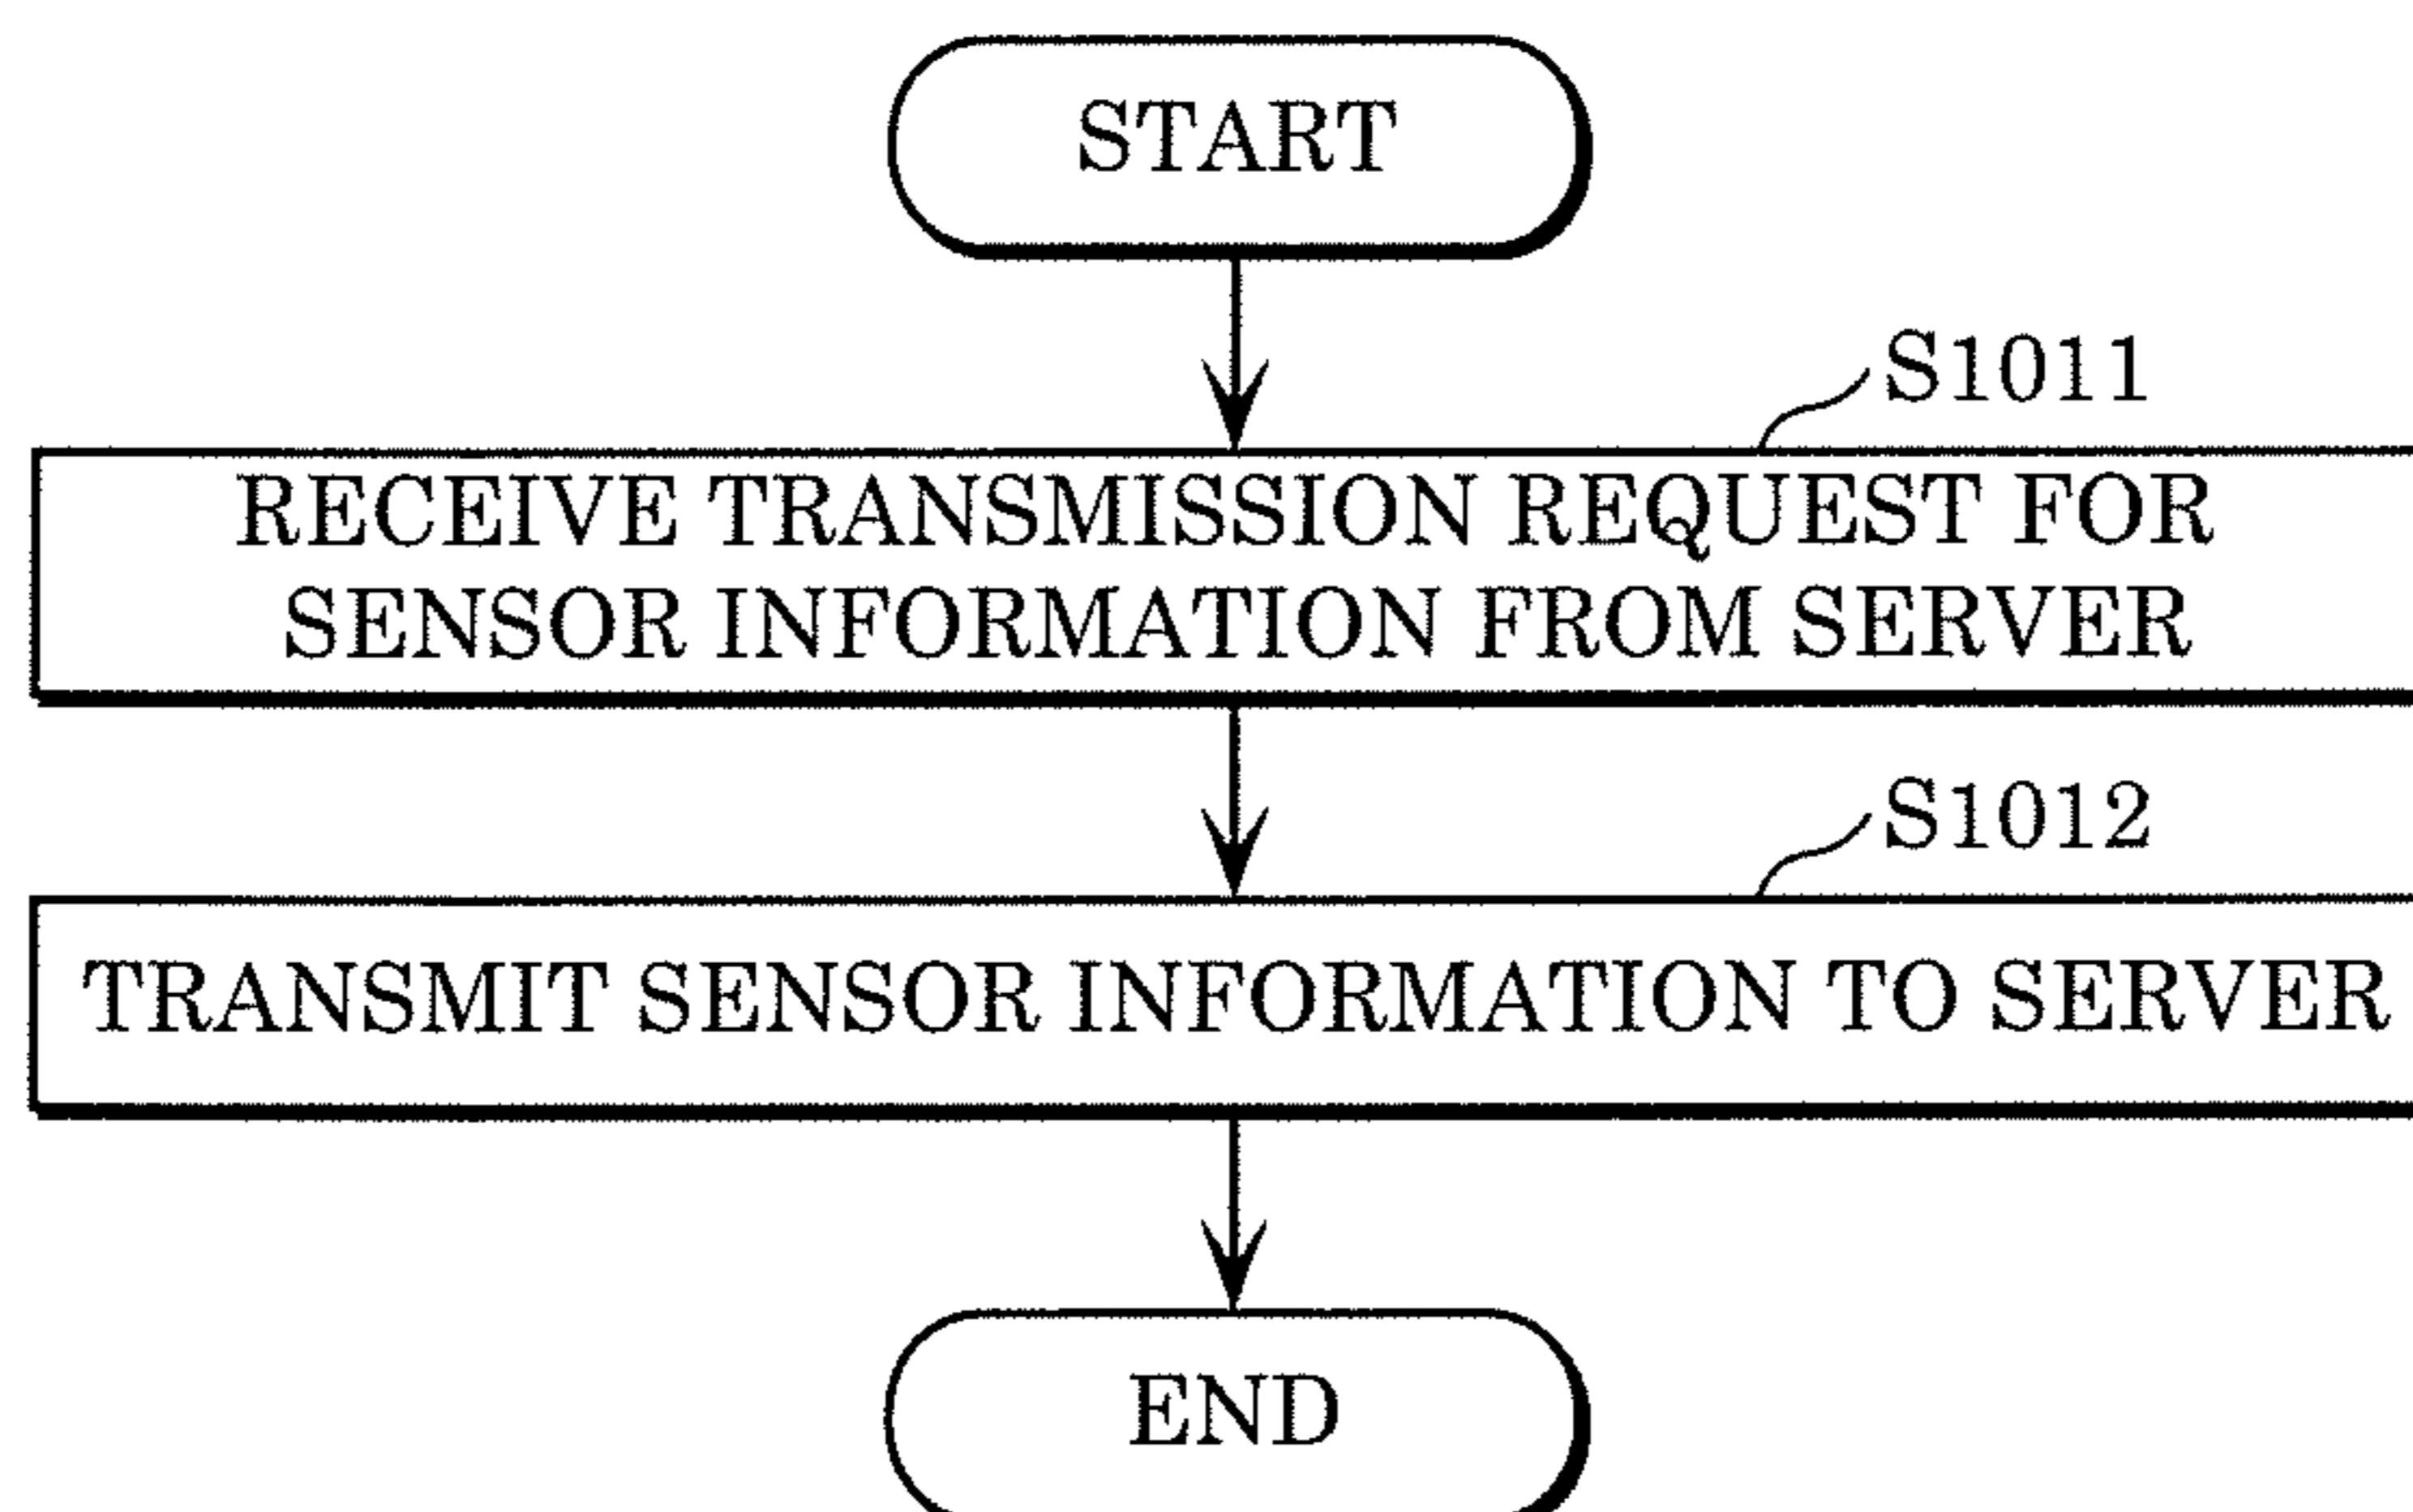 START
S1011
RECEIVE TRANSMISSION REQUEST FOR
SENSOR INFORMATION FROM SERVER
S1012
TRANSMIT SENSOR INFORMATION TO SERVER
END